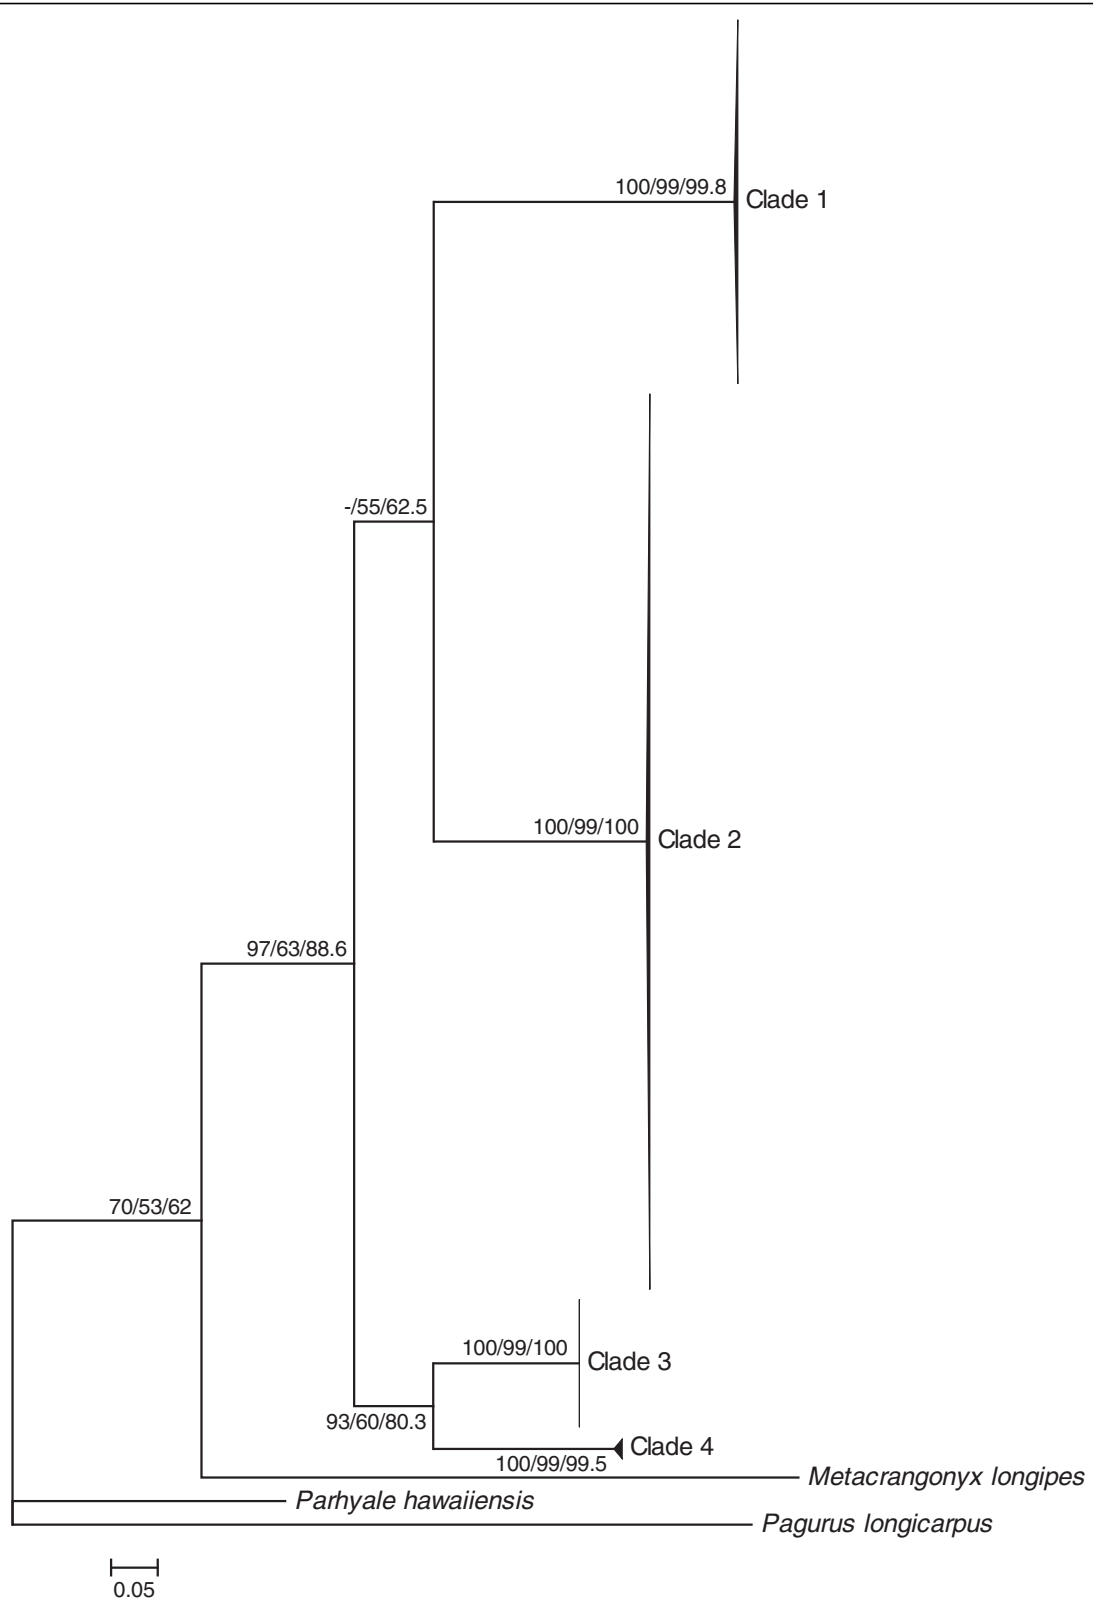 100/99/99.8
Clade 1
-/55/62.5
100/99/100
Clade 2
97/63/88.6
70/53/62
100/99/100
Clade 3
93/60/80.3
Clade 4
100/99/99.5
Metacrangonyx longipes
Parhyale hawaiiensis
Pagurus longicarpus
0.05